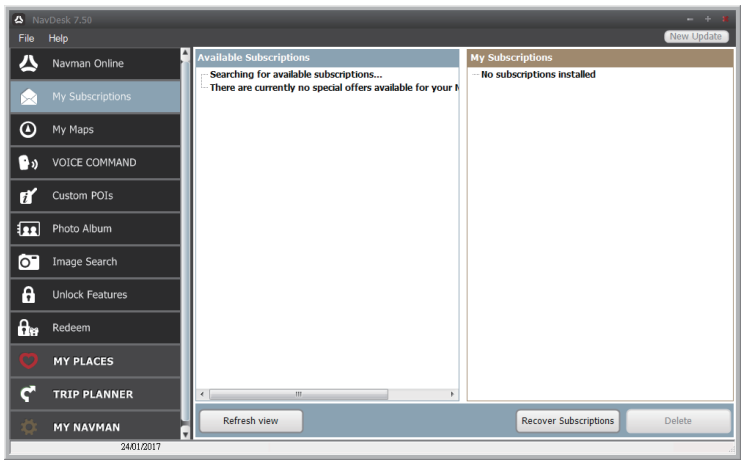 NavDesk 7.50
File Help
New Update
Navman Online
My Subscriptions
My Maps
VOICE COMMAND
Custom POIs
Photo Album
Image Search
Unlock Features
Redeem
MY PLACES
TRIP PLANNER
MY NAVMAN
Available Subscriptions
Searching for available subscriptions...
There are currently no special offers available for your N
My Subscriptions
No subscriptions installed
Refresh view
Recover Subscriptions
Delete
24/01/2017